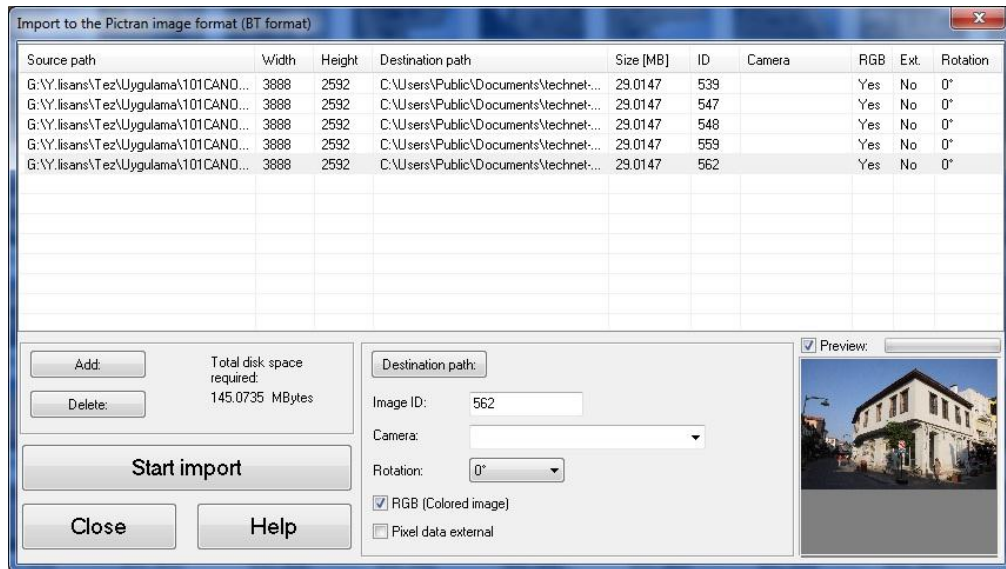 Import to the Pictran image format (BT format)
Source path Width Height Destination path Size [MB] ID Camera RGB Ext. Rotation
G:\Y.lisans\Tez\Uygulama\101CANO... 3888 2592 C:\Users\Public\Documents\technet-... 29.0147 539 Yes No 0°
G:\Y.lisans\Tez\Uygulama\101CANO... 3888 2592 C:\Users\Public\Documents\technet-... 29.0147 547 Yes No 0°
G:\Y.lisans\Tez\Uygulama\101CANO... 3888 2592 C:\Users\Public\Documents\technet-... 29.0147 548 Yes No 0°
G:\Y.lisans\Tez\Uygulama\101CANO... 3888 2592 C:\Users\Public\Documents\technet-... 29.0147 559 Yes No 0°
G:\Y.lisans\Tez\Uygulama\101CANO... 3888 2592 C:\Users\Public\Documents\technet-... 29.0147 562 Yes No 0°
Add:
Delete:
Total disk space
required:
145.0735 MBytes
Start import
Close
Help
Destination path:
Image ID: 562
Camera:
Rotation: 0°
RGB (Colored image)
Pixel data external
Preview: